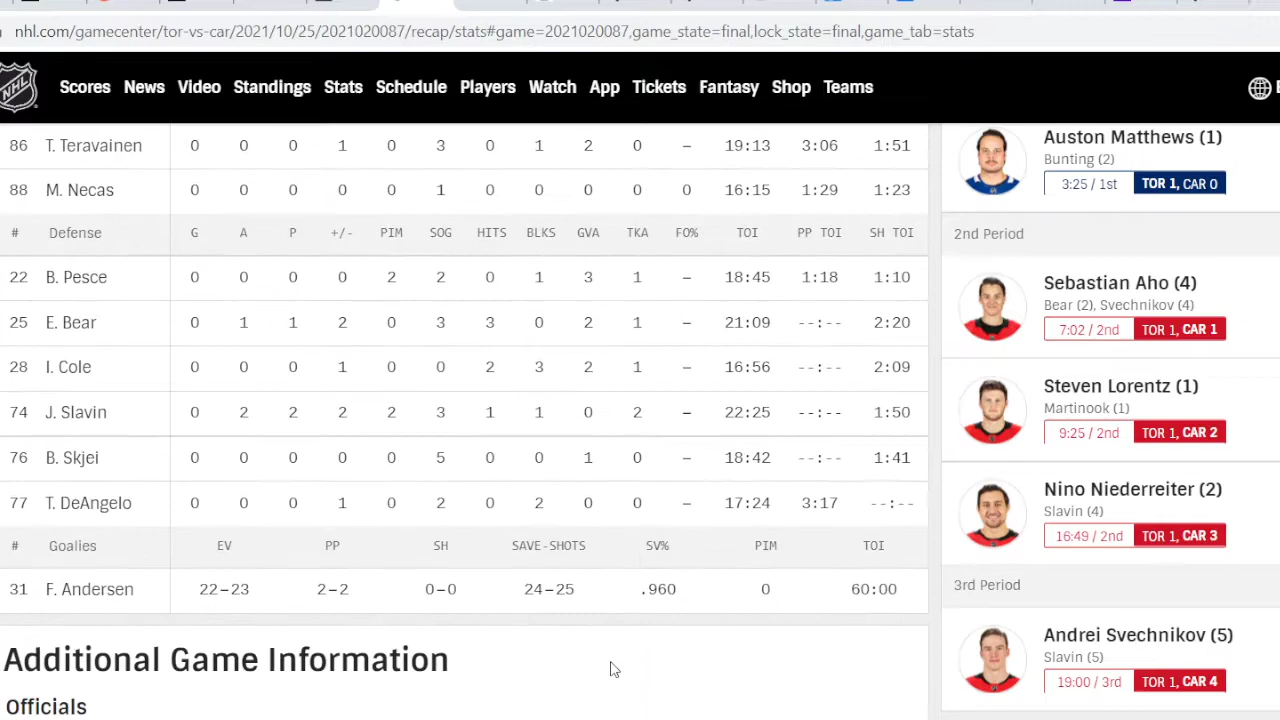 nhl.com/gamecenter/tor-vs-car/2021/10/25/2021020087/recap/stats#game=2021020087,game_state=final,lock_state=final,game_tab=stats
NHL Scores News Video Standings Stats Schedule Players Watch App Tickets Fantasy Shop Teams
86 T. Teravainen 0 0 0 1 0 3 0 1 2 0 – 19:13 3:06 1:51
88 M. Necas 0 0 0 0 0 1 0 0 0 0 0 16:15 1:29 1:23
# Defense G A P +/- PIM SOG HITS BLKS GVA TKA FO% TOI PP TOI SH TOI
22 B. Pesce 0 0 0 0 2 2 0 1 3 1 – 18:45 1:18 1:10
25 E. Bear 0 1 1 2 0 3 3 0 2 1 – 21:09 --:-- 2:20
28 I. Cole 0 0 0 1 0 0 2 3 2 1 – 16:56 --:-- 2:09
74 J. Slavin 0 2 2 2 2 3 1 1 0 2 – 22:25 --:-- 1:50
76 B. Skjei 0 0 0 0 0 5 0 0 1 0 – 18:42 --:-- 1:41
77 T. DeAngelo 0 0 0 1 0 2 0 2 0 0 – 17:24 3:17 --:--
# Goalies EV PP SH SAVE-SHOTS SV% PIM TOI
31 F. Andersen 22–23 2–2 0–0 24–25 .960 0 60:00
Additional Game Information
Officials
Auston Matthews (1)
Bunting (2)
3:25 / 1st TOR 1, CAR 0
2nd Period
Sebastian Aho (4)
Bear (2), Svechnikov (4)
7:02 / 2nd TOR 1, CAR 1
Steven Lorentz (1)
Martinook (1)
9:25 / 2nd TOR 1, CAR 2
Nino Niederreiter (2)
Slavin (4)
16:49 / 2nd TOR 1, CAR 3
3rd Period
Andrei Svechnikov (5)
Slavin (5)
19:00 / 3rd TOR 1, CAR 4